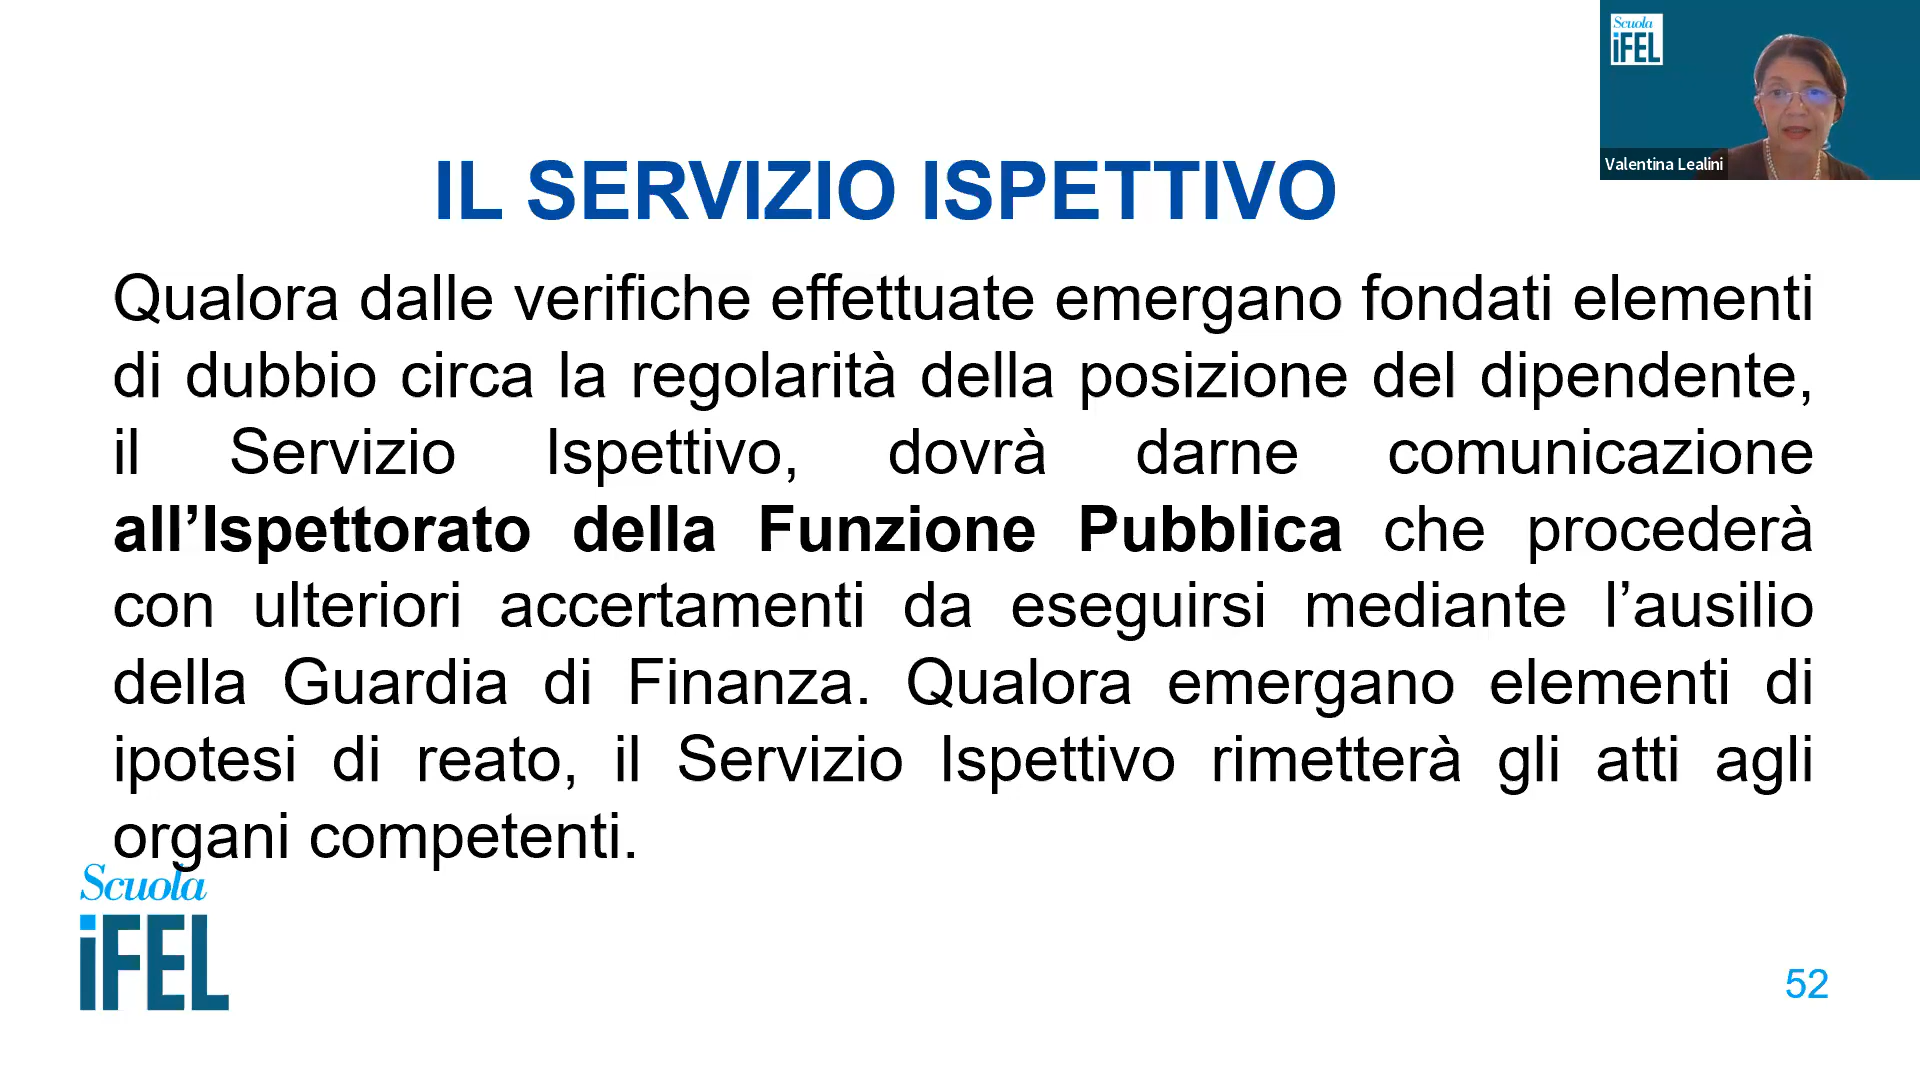 Scuola
iFEL
Valentina Lealini
IL SERVIZIO ISPETTIVO
Qualora dalle verifiche effettuate emergano fondati elementi
di dubbio circa la regolarità della posizione del dipendente,
il Servizio Ispettivo, dovrà darne comunicazione
all’Ispettorato della Funzione Pubblica che procederà
con ulteriori accertamenti da eseguirsi mediante l’ausilio
della Guardia di Finanza. Qualora emergano elementi di
ipotesi di reato, il Servizio Ispettivo rimetterà gli atti agli
organi competenti.
Scuola
iFEL
52